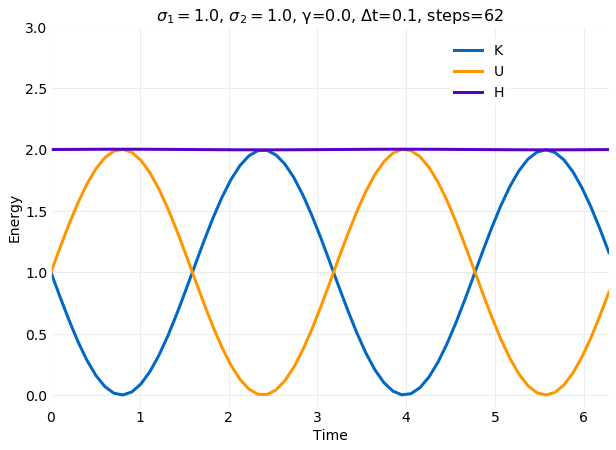 σ₁ = 1.0, σ₂ = 1.0, γ=0.0, Δt=0.1, steps=62
3.0
2.5
2.0
1.5
1.0
0.5
0.0
Energy
K
U
H
0 1 2 3 4 5 6
Time